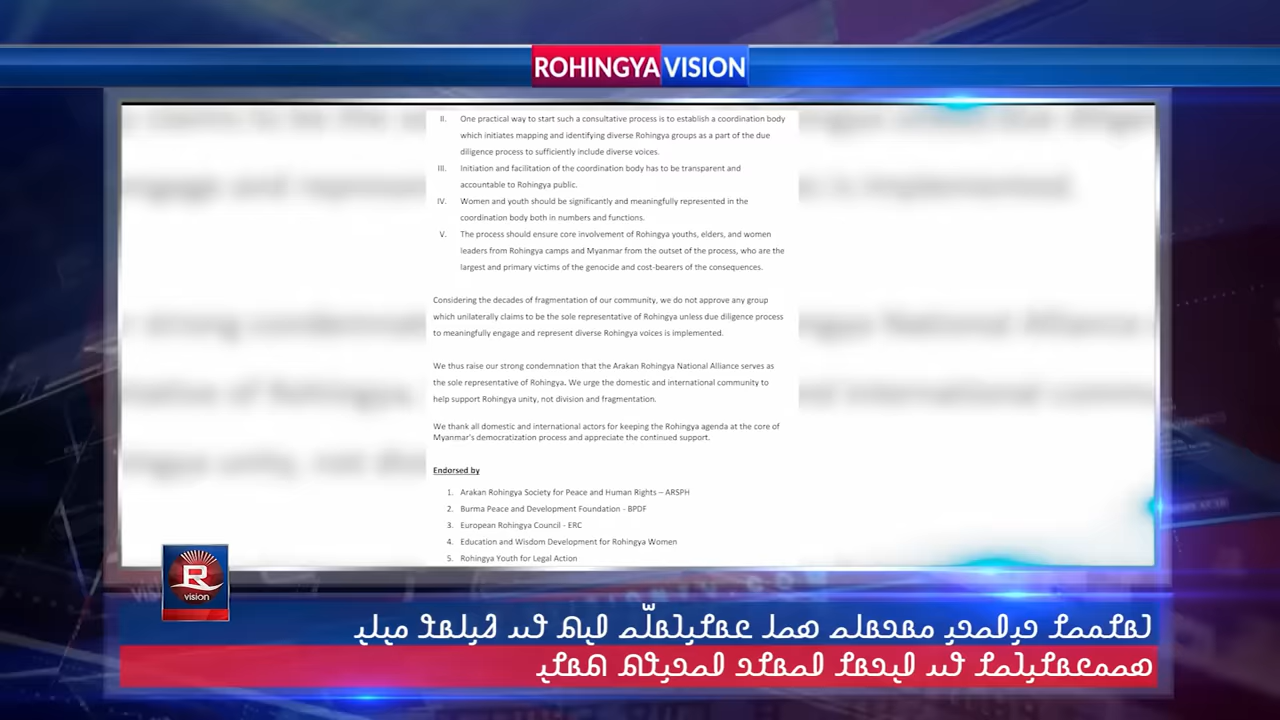 ROHINGYA VISION
II. One practical way to start such a consultative process is to establish a coordination body
which initiates mapping and identifying diverse Rohingya groups as a part of the due
diligence process to sufficiently include diverse voices.
III. Initiation and facilitation of the coordination body has to be transparent and
accountable to Rohingya public.
IV. Women and youth should be significantly and meaningfully represented in the
coordination body both in numbers and functions.
V. The process should ensure core involvement of Rohingya youths, elders, and women
leaders from Rohingya camps and Myanmar from the outset of the process, who are the
largest and primary victims of the genocide and cost-bearers of the consequences.
Considering the decades of fragmentation of our community, we do not approve any group
which unilaterally claims to be the sole representative of Rohingya unless due diligence process
to meaningfully engage and represent diverse Rohingya voices is implemented.
We thus raise our strong condemnation that the Arakan Rohingya National Alliance serves as
the sole representative of Rohingya. We urge the domestic and international community to
help support Rohingya unity, not division and fragmentation.
We thank all domestic and international actors for keeping the Rohingya agenda at the core of
Myanmar's democratization process and appreciate the continued support.
Endorsed by
1. Arakan Rohingya Society for Peace and Human Rights – ARSPH
2. Burma Peace and Development Foundation - BPDF
3. European Rohingya Council - ERC
4. Education and Wisdom Development for Rohingya Women
5. Rohingya Youth for Legal Action
R
vision